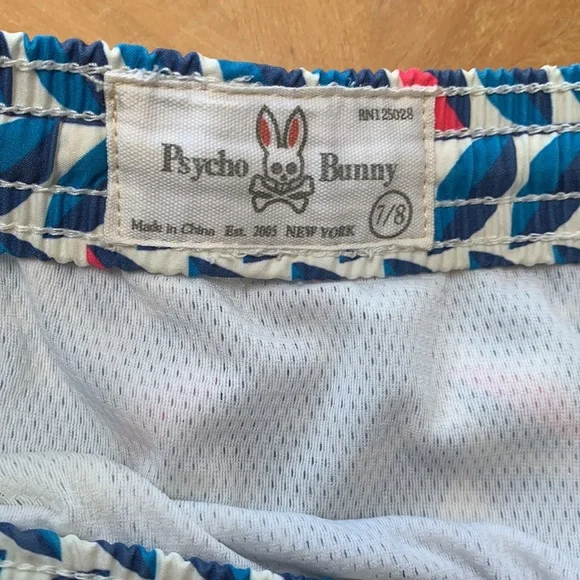 RN125028
Psycho Bunny
7/8
Made in China Est. 2005 NEW YORK